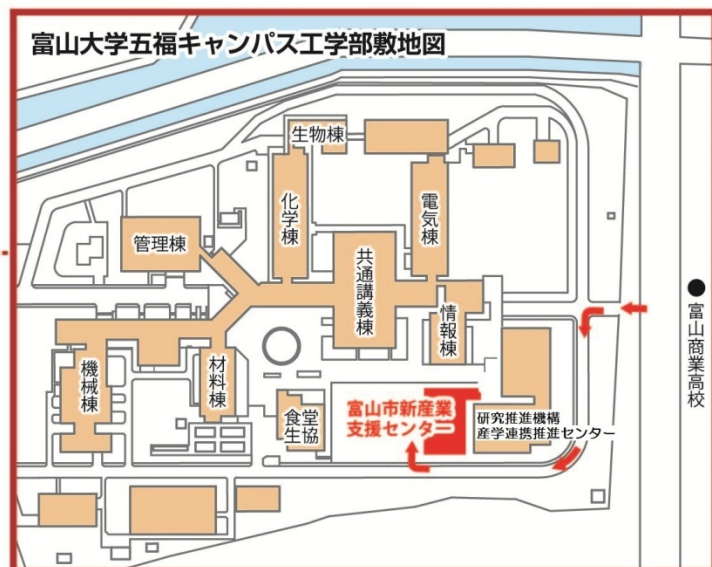 富山大学五福キャンパス工学部敷地図
生物棟
化学棟
電気棟
管理棟
共通講義棟
情報棟
機械棟
材料棟
食堂
生協
富山市新産業
支援センター
研究推進機構
産学連携推進センター
富山商業高校